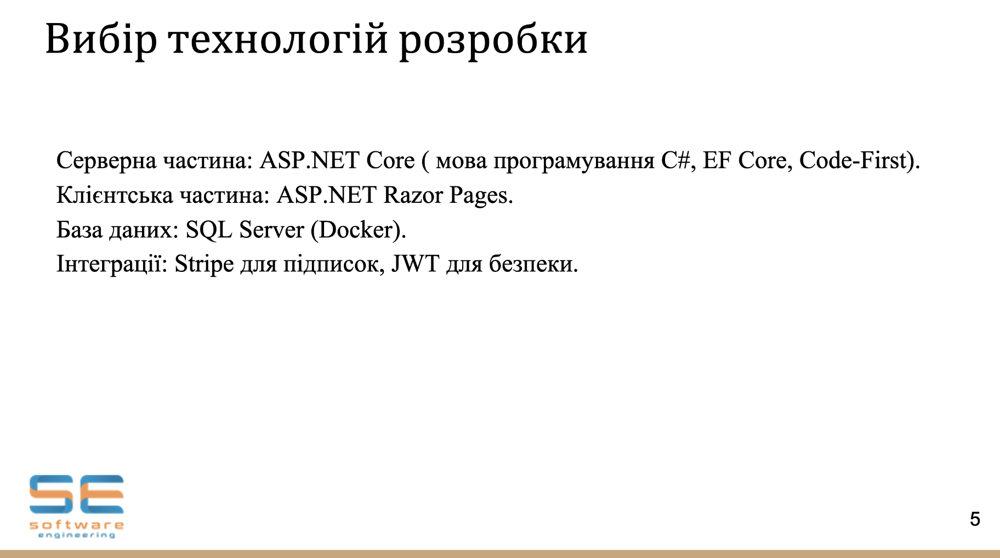 Вибір технологій розробки
Серверна частина: ASP.NET Core ( мова програмування C#, EF Core, Code-First).
Клієнтська частина: ASP.NET Razor Pages.
База даних: SQL Server (Docker).
Інтеграції: Stripe для підписок, JWT для безпеки.
SE
software
engineering
5